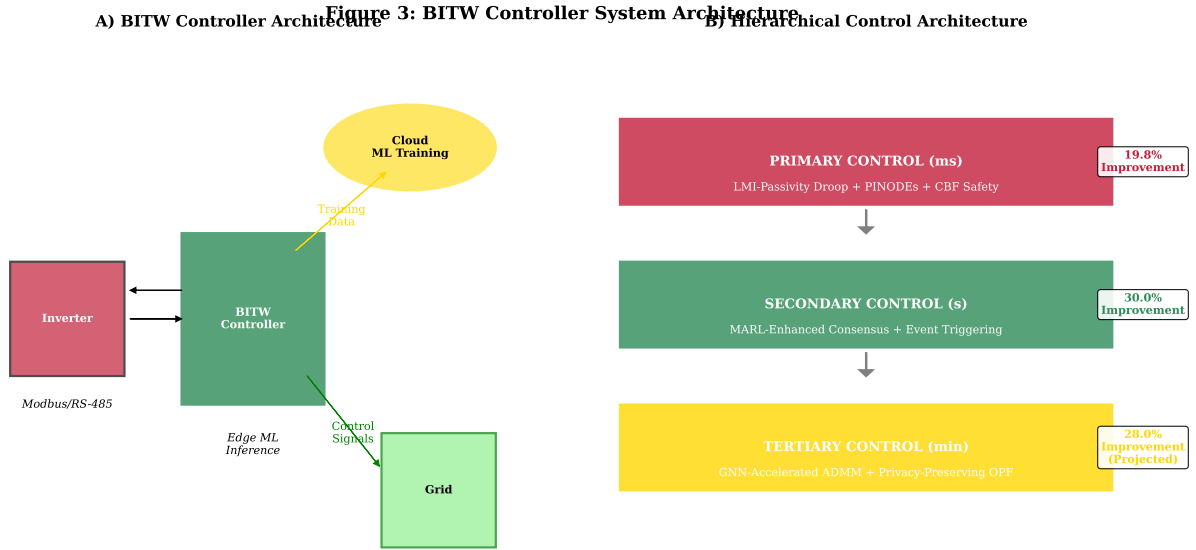 Figure 3: BITW Controller System Architecture
A) BITW Controller Architecture
Cloud
ML Training
Training
Data
Inverter
BITW
Controller
Modbus/RS-485
Edge ML
Inference
Control
Signals
Grid
B) Hierarchical Control Architecture
PRIMARY CONTROL (ms)
LMI-Passivity Droop + PINODEs + CBF Safety
19.8%
Improvement
SECONDARY CONTROL (s)
MARL-Enhanced Consensus + Event Triggering
30.0%
Improvement
TERTIARY CONTROL (min)
GNN-Accelerated ADMM + Privacy-Preserving OPF
28.0%
Improvement
(Projected)